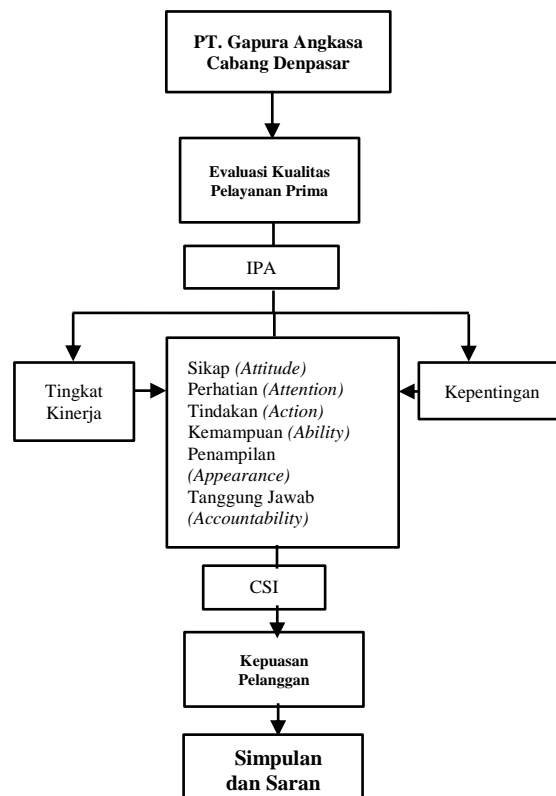 PT. Gapura Angkasa
Cabang Denpasar
Evaluasi Kualitas
Pelayanan Prima
IPA
Tingkat
Kinerja
Sikap (Attitude)
Perhatian (Attention)
Tindakan (Action)
Kemampuan (Ability)
Penampilan
(Appearance)
Tanggung Jawab
(Accountability)
Kepentingan
CSI
Kepuasan
Pelanggan
Simpulan
dan Saran